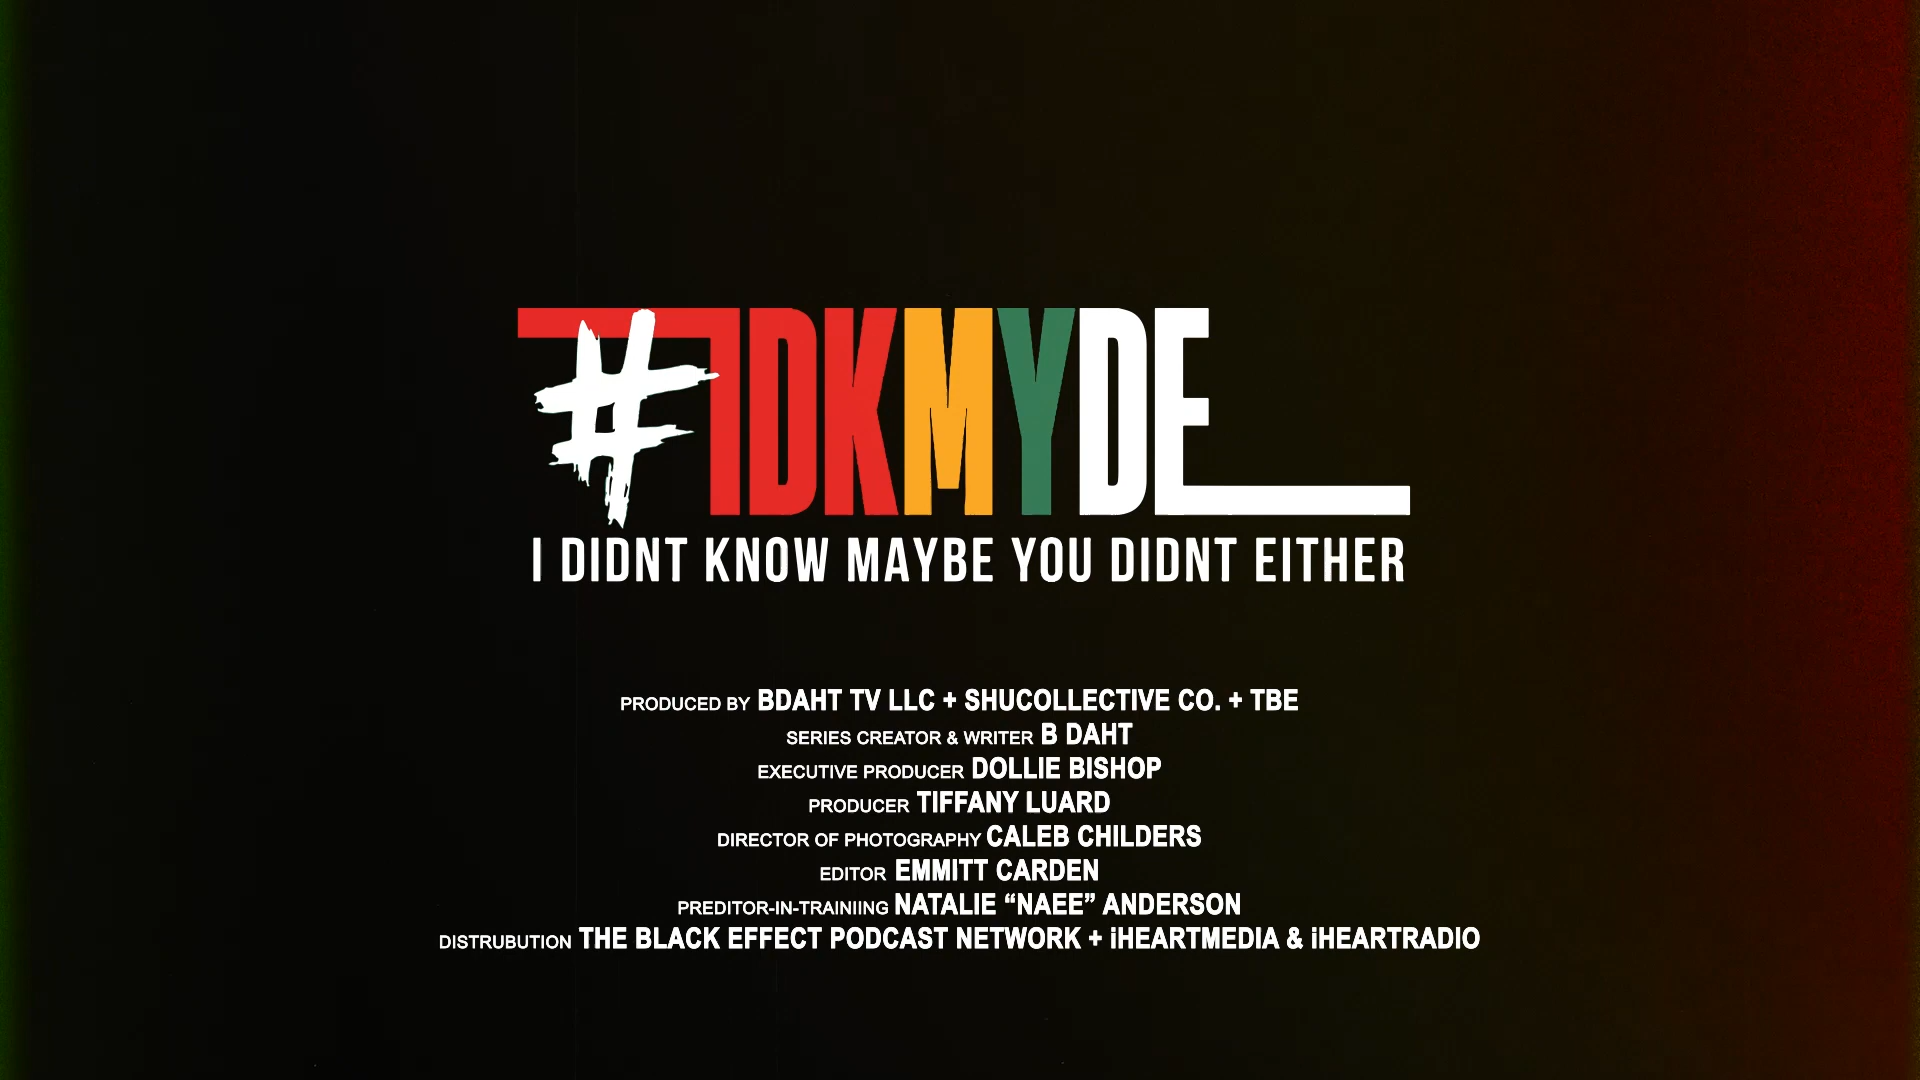 #IDKMYDE
I DIDNT KNOW MAYBE YOU DIDNT EITHER
PRODUCED BY BDAHT TV LLC + SHUCOLLECTIVE CO. + TBE
SERIES CREATOR & WRITER B DAHT
EXECUTIVE PRODUCER DOLLIE BISHOP
PRODUCER TIFFANY LUARD
DIRECTOR OF PHOTOGRAPHY CALEB CHILDERS
EDITOR EMMITT CARDEN
PREDITOR-IN-TRAINIING NATALIE “NAEE” ANDERSON
DISTRUBUTION THE BLACK EFFECT PODCAST NETWORK + iHEARTMEDIA & iHEARTRADIO